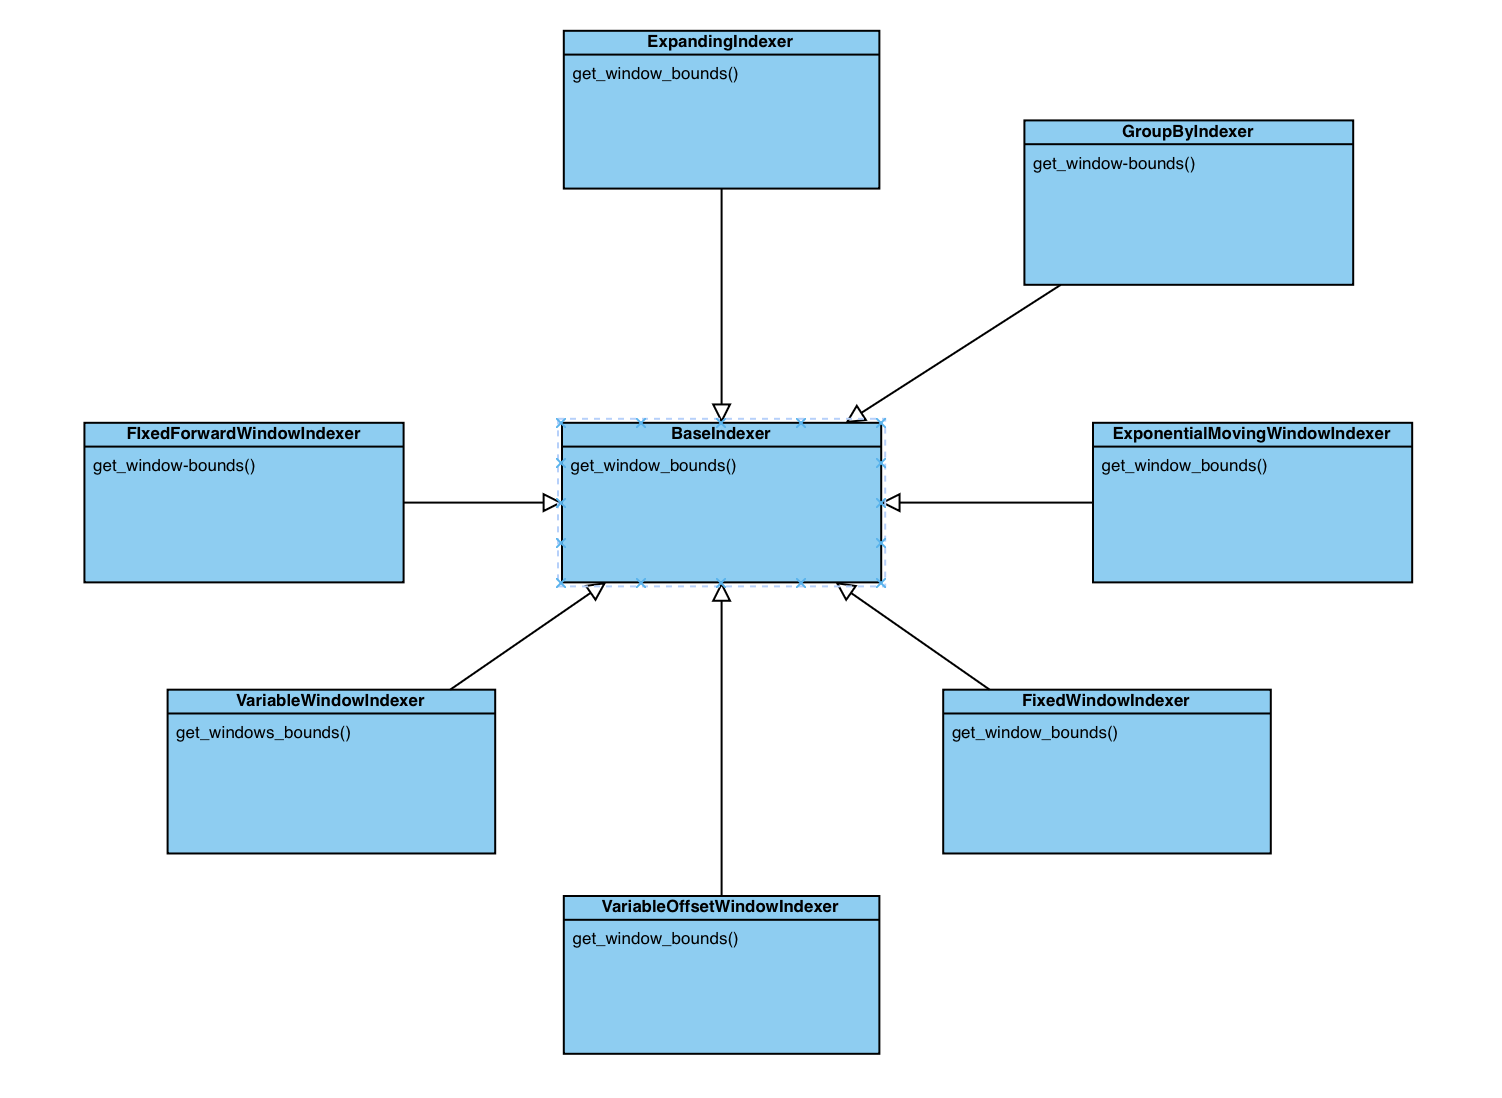 ExpandingIndexer
get_window_bounds()
GroupByIndexer
get_window-bounds()
FIxedForwardWindowIndexer
get_window-bounds()
BaseIndexer
get_window_bounds()
ExponentialMovingWindowIndexer
get_window_bounds()
VariableWindowIndexer
get_windows_bounds()
FixedWindowIndexer
get_window_bounds()
VariableOffsetWindowIndexer
get_window_bounds()